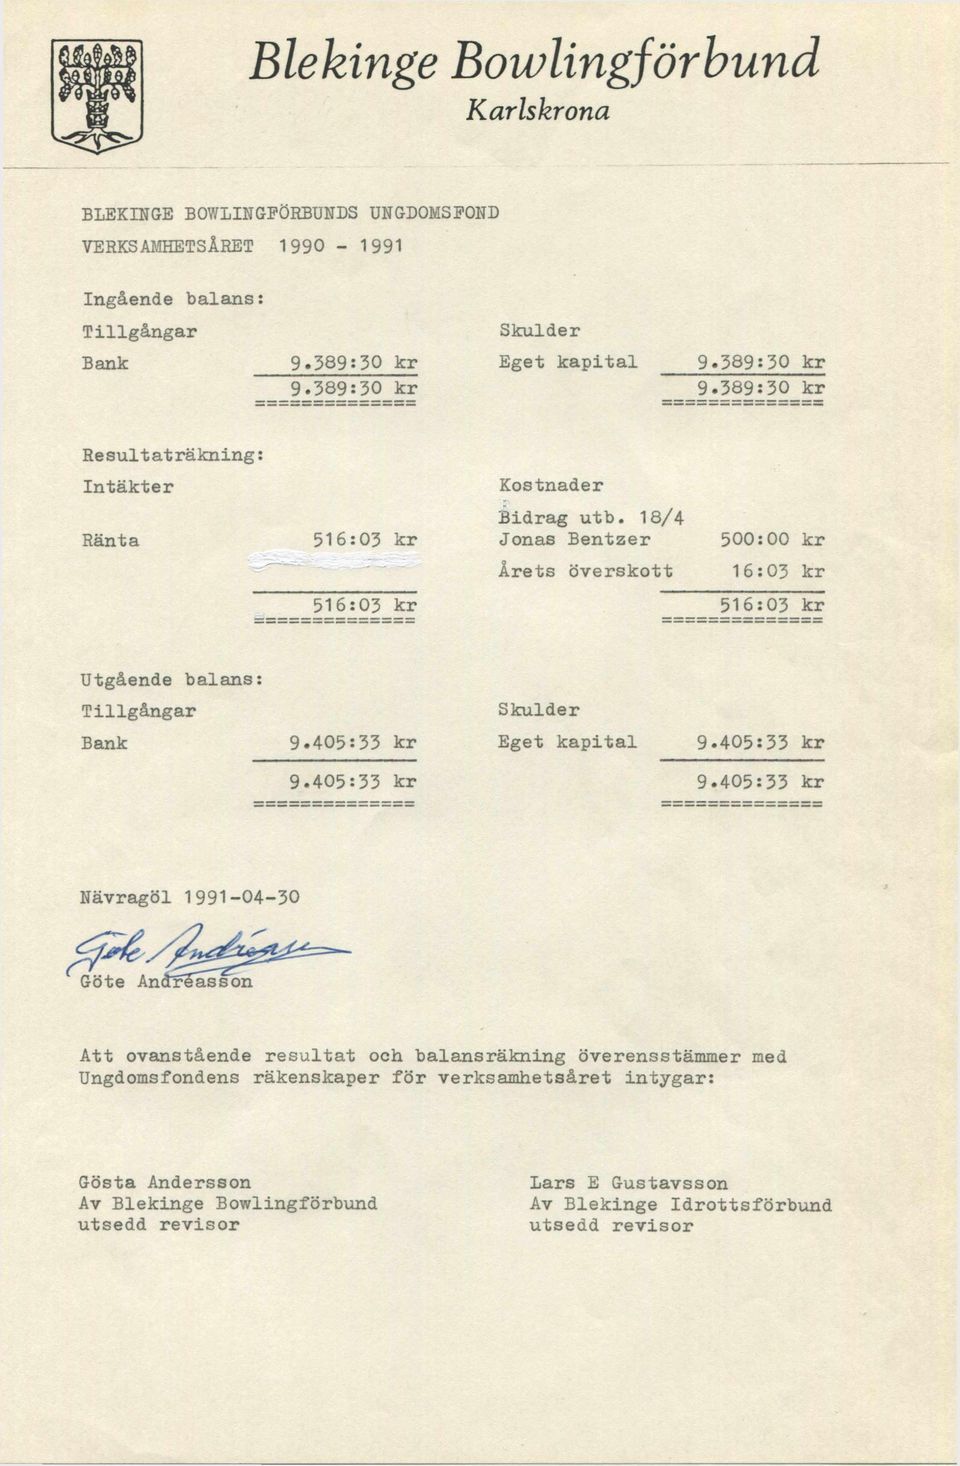 Blekinge Bowlingförbund
Karlskrona
BLEKINGE BOWLINGFÖRBUNDS UNGDOMSFOND
VERKSAMHETSÅRET 1990 - 1991
Ingående balans:
Tillgångar Skulder
Bank 9.389:30 kr Eget kapital 9.389:30 kr
9.389:30 kr 9.389:30 kr
==============  ==============
Resultaträkning:
Intäkter Kostnader
Bidrag utb. 18/4
Ränta 516:03 kr Jonas Bentzer 500:00 kr
Årets överskott 16:03 kr
516:03 kr 516:03 kr
==============  ==============
Utgående balans:
Tillgångar Skulder
Bank 9.405:33 kr Eget kapital 9.405:33 kr
9.405:33 kr 9.405:33 kr
==============  ==============
Nävragöl 1991-04-30
Göte Andréasson
Göte Andréasson
Att ovanstående resultat och balansräkning överensstämmer med
Ungdomsfondens räkenskaper för verksamhetsåret intygar:
Gösta Andersson Lars E Gustavsson
Av Blekinge Bowlingförbund Av Blekinge Idrottsförbund
utsedd revisor utsedd revisor